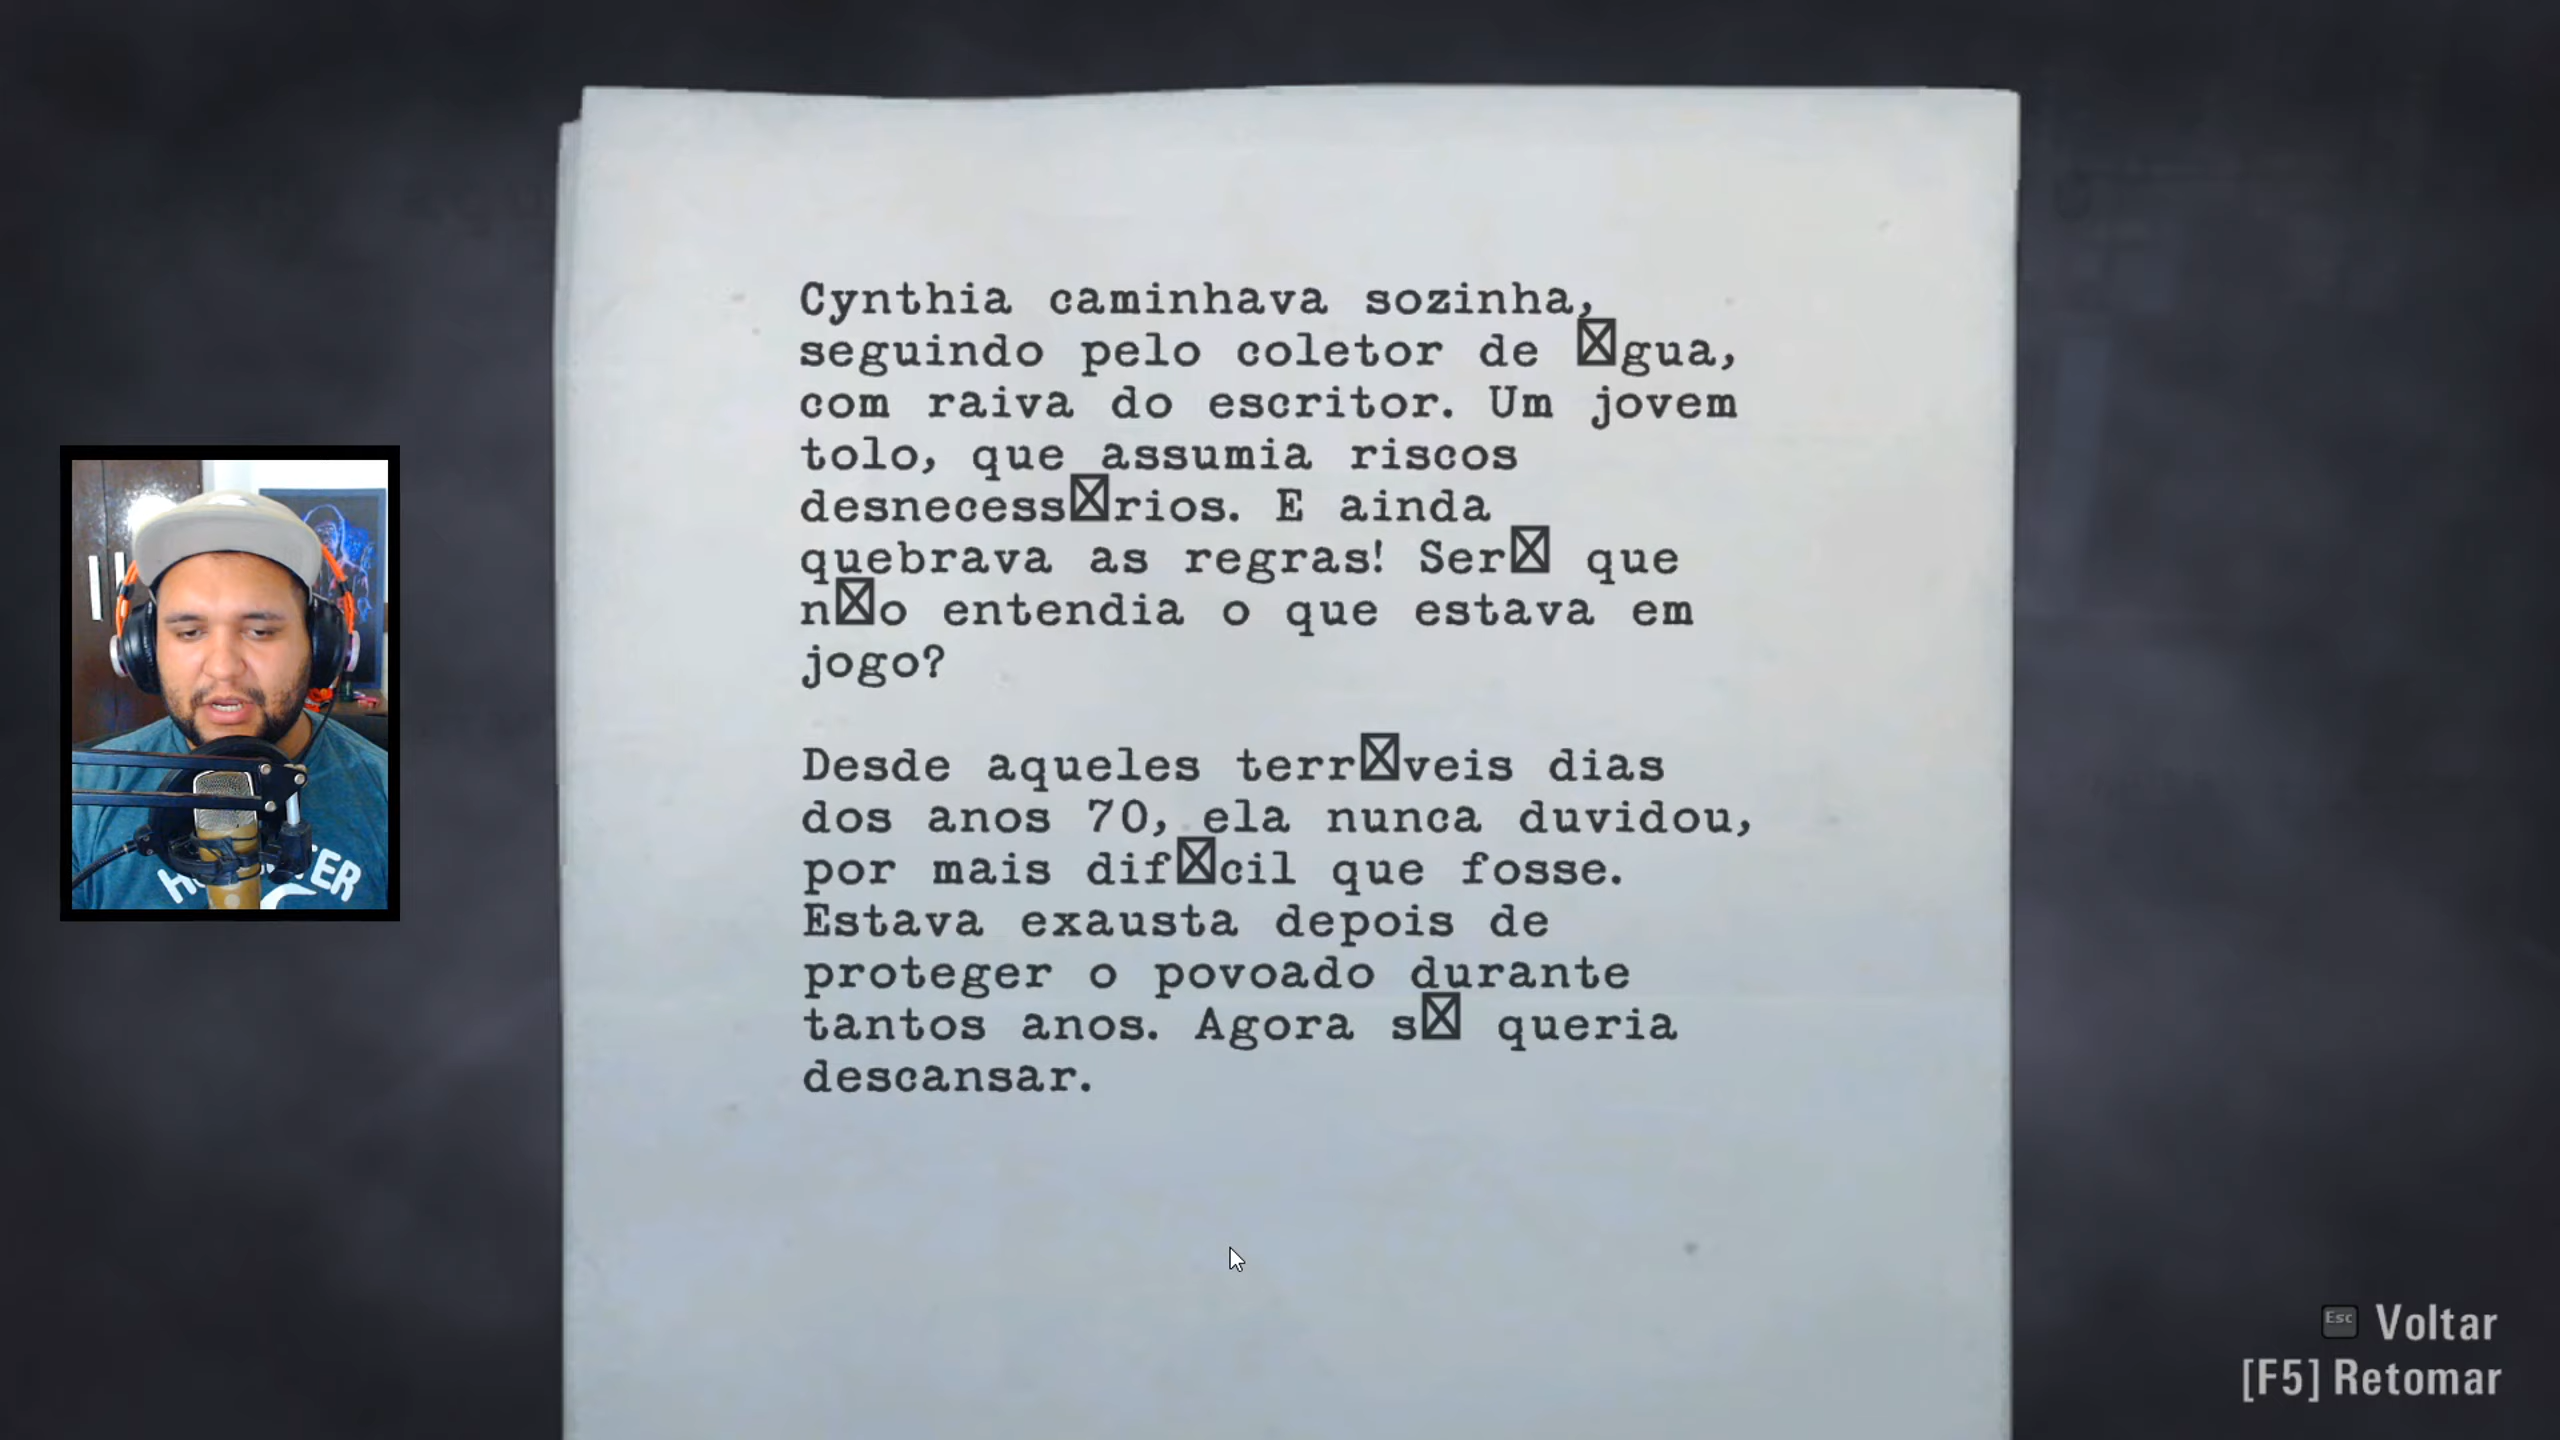 Cynthia caminhava sozinha,
seguindo pelo coletor de ☒gua,
com raiva do escritor. Um jovem
tolo, que assumia riscos
desnecess☒rios. E ainda
quebrava as regras! Ser☒ que
n☒o entendia o que estava em
jogo?
Desde aqueles terr☒veis dias
dos anos 70, ela nunca duvidou,
por mais dif☒cil que fosse.
Estava exausta depois de
proteger o povoado durante
tantos anos. Agora s☒ queria
descansar.
Esc Voltar
[F5] Retomar